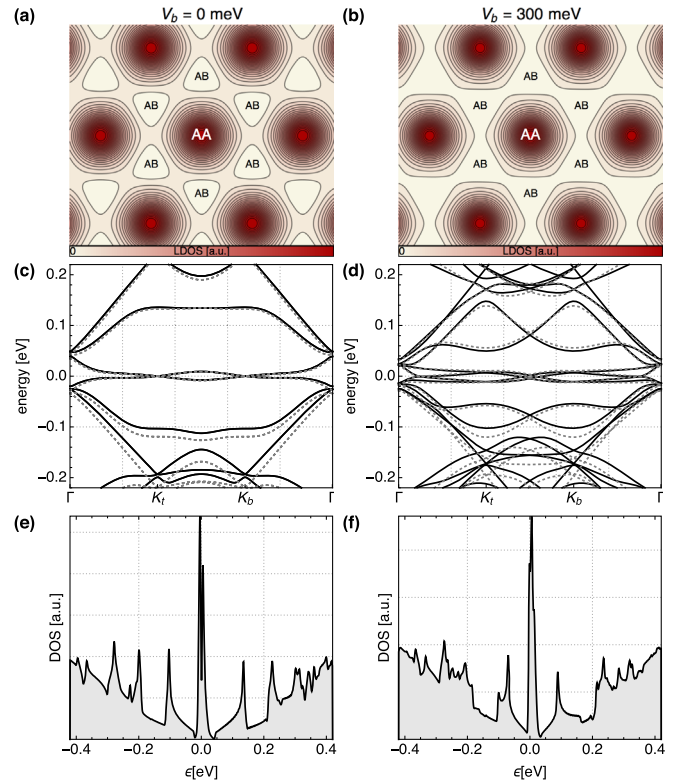 (a) V_b = 0 meV
(b) V_b = 300 meV
AB AB
AA
AB AB
AB
AB AB
AB
AA
AB AB
AB
0 LDOS [a.u.]
0 LDOS [a.u.]
(c)
energy [eV]
0.2
0.1
0.0
−0.1
−0.2
Γ K_t K_b Γ
(d)
energy [eV]
0.2
0.1
0.0
−0.1
−0.2
Γ K_t K_b Γ
(e)
DOS [a.u.]
−0.4 −0.2 0.0 0.2 0.4
ϵ[eV]
(f)
DOS [a.u.]
−0.4 −0.2 0.0 0.2 0.4
ϵ[eV]